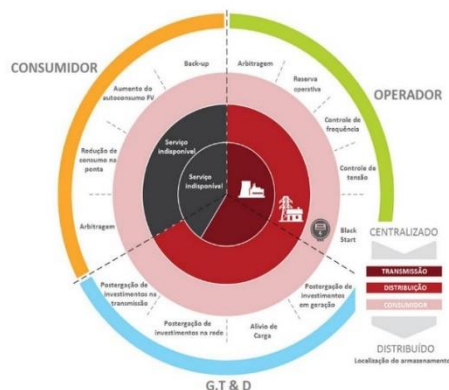 CONSUMIDOR
OPERADOR
Back-up
Arbitragem
Aumento do
autoconsumo FV
Reserva
operativa
Redução de
consumo na
ponta
Controle de
frequência
Serviço
indisponível
Serviço
indisponível
Controle de
tensão
Arbitragem
Black
Start
CENTRALIZADO
TRANSMISSÃO
DISTRIBUIÇÃO
CONSUMIDOR
DISTRIBUÍDO
Localização do armazenamento
Postergação de
investimentos na
transmissão
Postergação de
investimentos
em geração
Postergação de
investimentos na rede
Alívio de
Carga
G,T & D